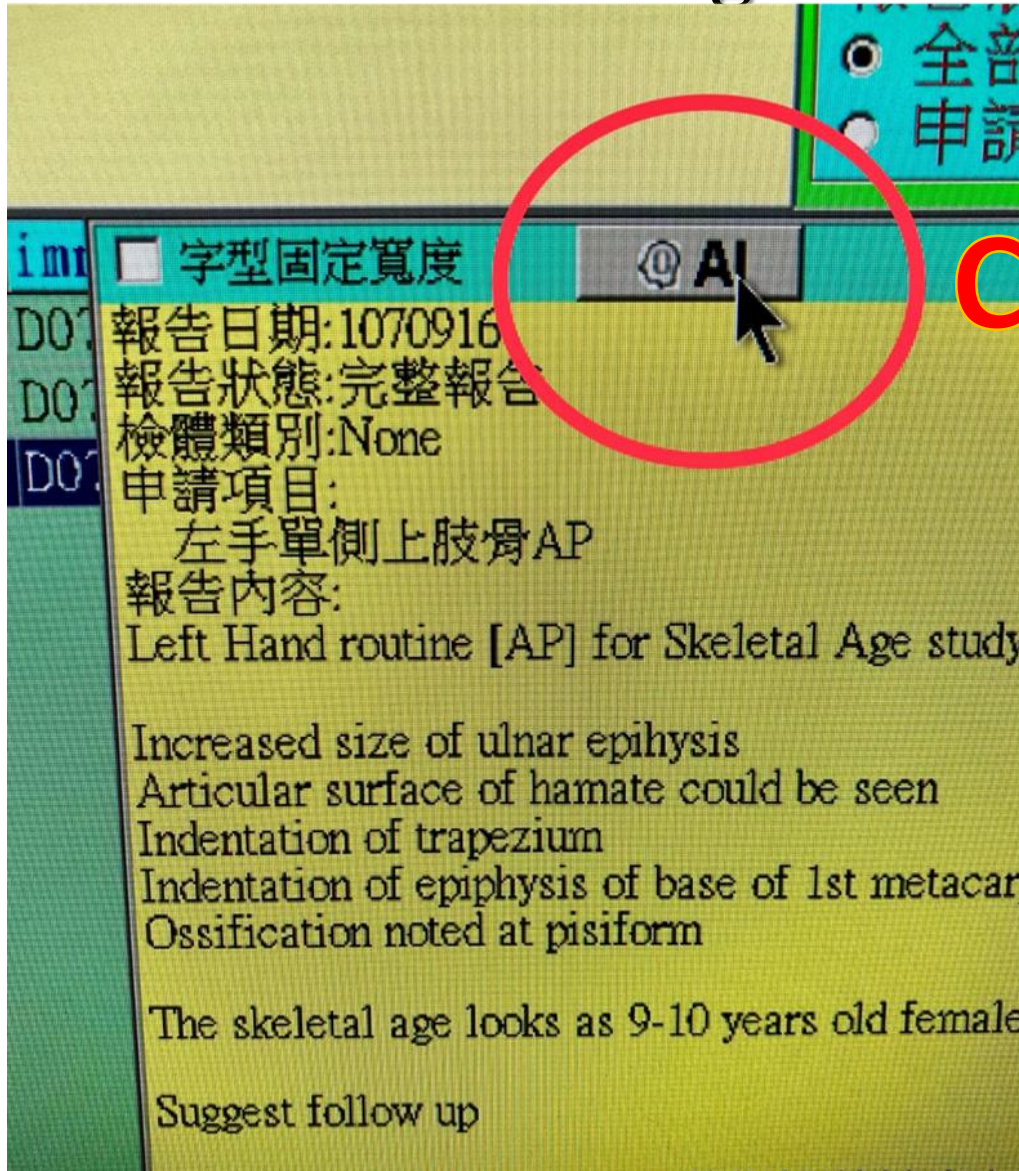 全部
申請
字型固定寬度
AI
D07
D07
D07
報告日期:1070916
報告狀態:完整報告
檢體類別:None
申請項目:
左手單側上肢骨AP
報告內容:
Left Hand routine [AP] for Skeletal Age study
Increased size of ulnar epihysis
Articular surface of hamate could be seen
Indentation of trapezium
Indentation of epiphysis of base of 1st metacar
Ossification noted at pisiform
The skeletal age looks as 9-10 years old female
Suggest follow up